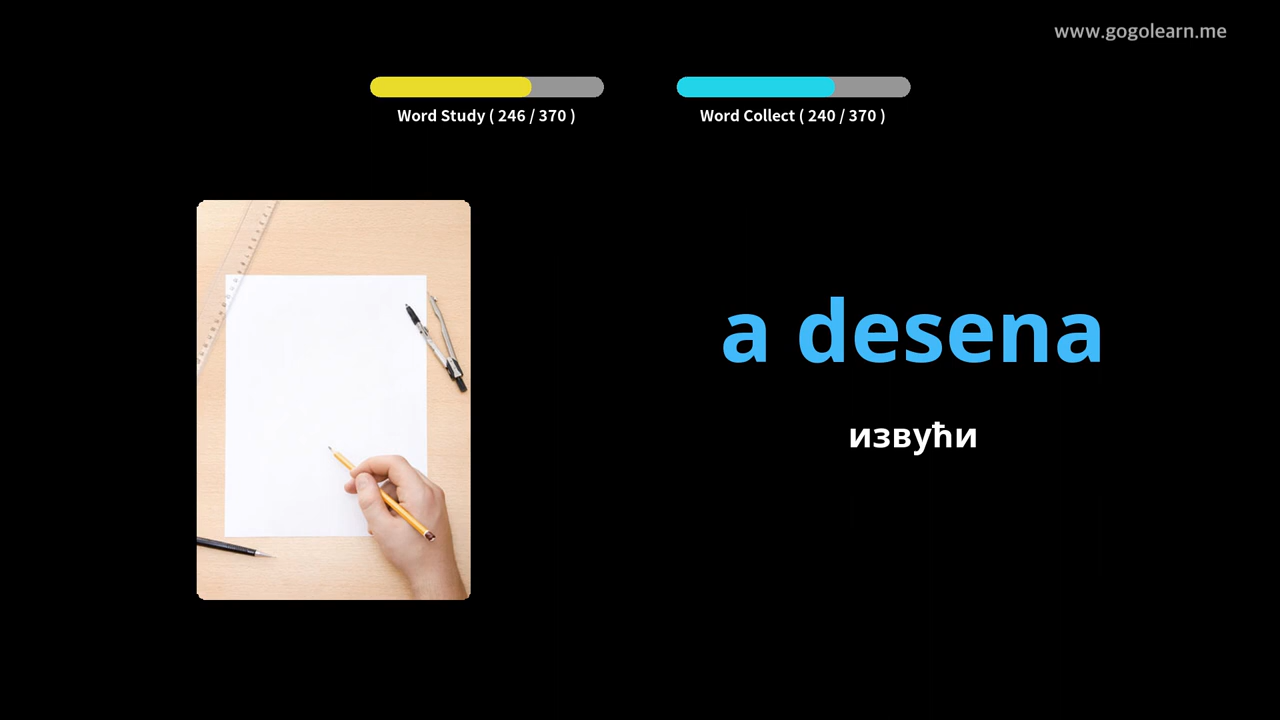 www.gogolearn.me
Word Study ( 246 / 370 )
Word Collect ( 240 / 370 )
a desena
извући